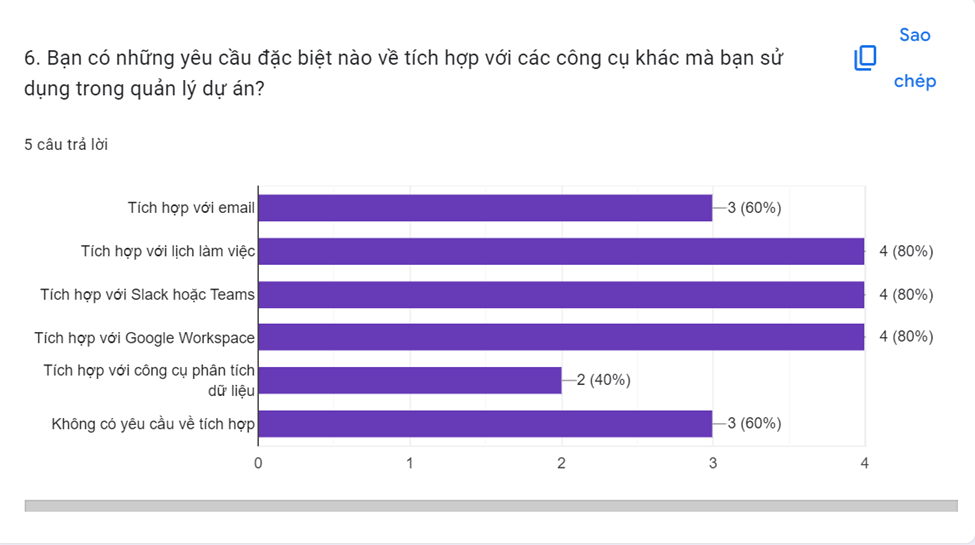 6. Bạn có những yêu cầu đặc biệt nào về tích hợp với các công cụ khác mà bạn sử
dụng trong quản lý dự án?
Sao
chép
5 câu trả lời
Tích hợp với email
3 (60%)
Tích hợp với lịch làm việc
4 (80%)
Tích hợp với Slack hoặc Teams
4 (80%)
Tích hợp với Google Workspace
4 (80%)
Tích hợp với công cụ phân tích
dữ liệu
2 (40%)
Không có yêu cầu về tích hợp
3 (60%)
0 1 2 3 4